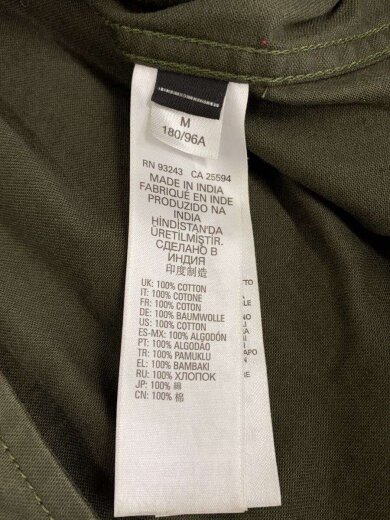 M
180/96A
RN 93243 CA 25594
MADE IN INDIA
FABRIQUÉ EN INDE
PRODUZIDO NA
INDIA
HİNDİSTAN'DA
ÜRETİLMİŞTİR.
СДЕЛАНО В
ИНДИЯ
印度制造
UK: 100% COTTON
IT: 100% COTONE
FR: 100% COTON
DE: 100% BAUMWOLLE
US: 100% COTTON
ES-MX: 100% ALGODÓN
PT: 100% ALGODÃO
TR: 100% PAMUKLU
EL: 100% BAMBAKI
RU: 100% ХЛОПОК
JP: 100% 綿
CN: 100% 棉